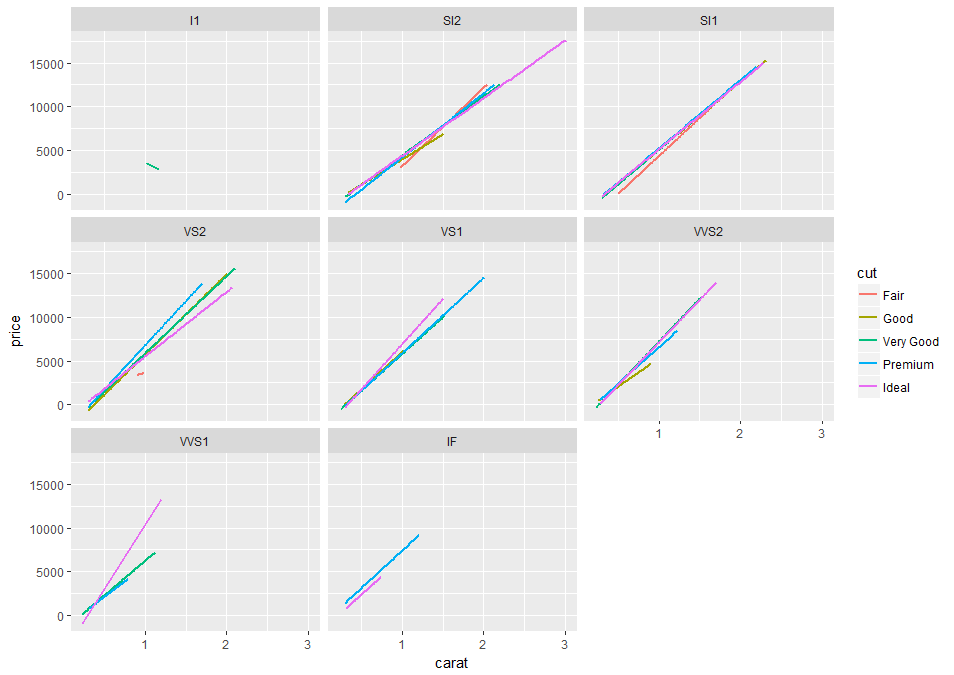 I1 SI2 SI1
15000
10000
5000
0
VS2 VS1 VVS2
15000
10000
5000
0
1 2 3
VVS1 IF
15000
10000
5000
0
1 2 3 1 2 3
price
carat
cut
Fair
Good
Very Good
Premium
Ideal